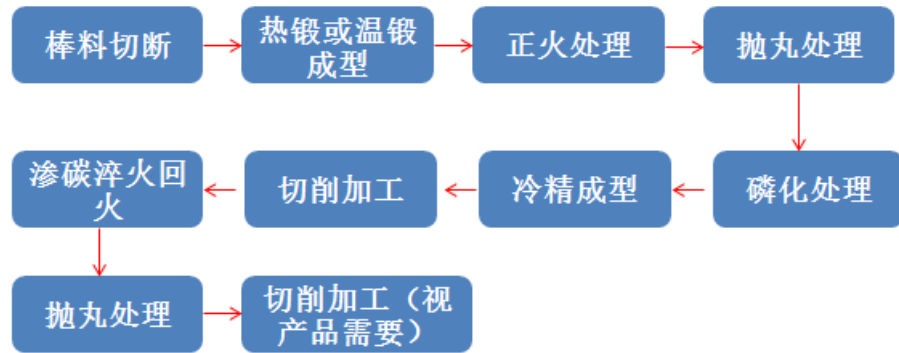 棒料切断
热锻或温锻
成型
正火处理
抛丸处理
磷化处理
冷精成型
切削加工
渗碳淬火回
火
抛丸处理
切削加工（视
产品需要）